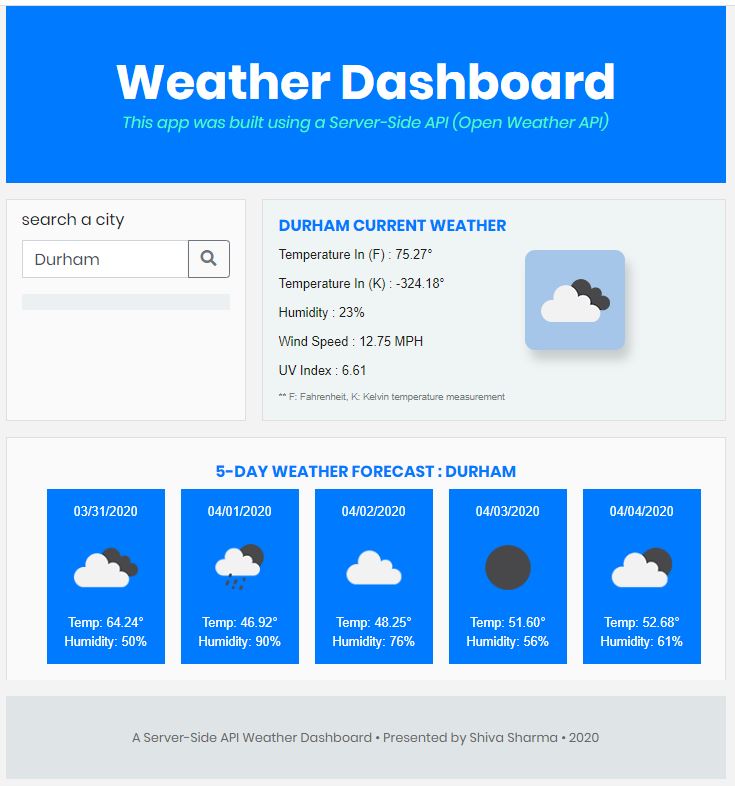 Weather Dashboard
This app was built using a Server-Side API (Open Weather API)
search a city
Durham
DURHAM CURRENT WEATHER
Temperature In (F) : 75.27°
Temperature In (K) : -324.18°
Humidity : 23%
Wind Speed : 12.75 MPH
UV Index : 6.61
** F: Fahrenheit, K: Kelvin temperature measurement
5-DAY WEATHER FORECAST : DURHAM
03/31/2020
Temp: 64.24°
Humidity: 50%
04/01/2020
Temp: 46.92°
Humidity: 90%
04/02/2020
Temp: 48.25°
Humidity: 76%
04/03/2020
Temp: 51.60°
Humidity: 56%
04/04/2020
Temp: 52.68°
Humidity: 61%
A Server-Side API Weather Dashboard • Presented by Shiva Sharma • 2020